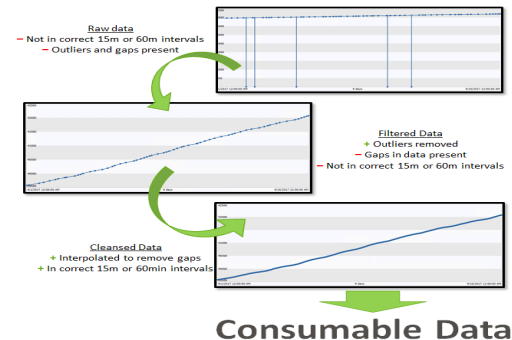 Raw data
− Not in correct 15m or 60m intervals
− Outliers and gaps present
Filtered Data
+ Outliers removed
− Gaps in data present
− Not in correct 15m or 60m intervals
Cleansed Data
+ Interpolated to remove gaps
+ In correct 15m or 60min intervals
Consumable Data